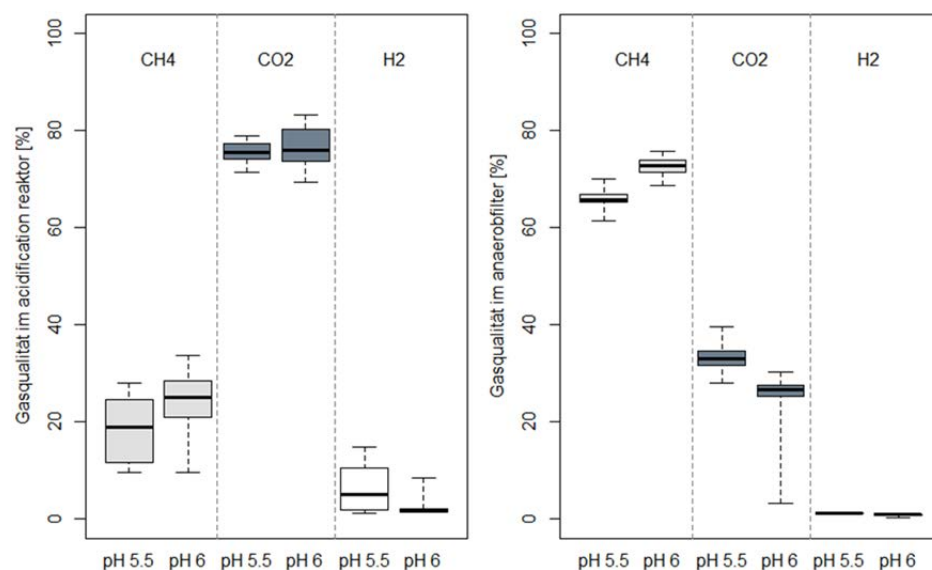 Gasqualität im acidification reaktor [%]
100
80
60
40
20
0
CH4 CO2 H2
pH 5.5 pH 6 pH 5.5 pH 6 pH 5.5 pH 6
Gasqualität im anaerobfilter [%]
100
80
60
40
20
0
CH4 CO2 H2
pH 5.5 pH 6 pH 5.5 pH 6 pH 5.5 pH 6